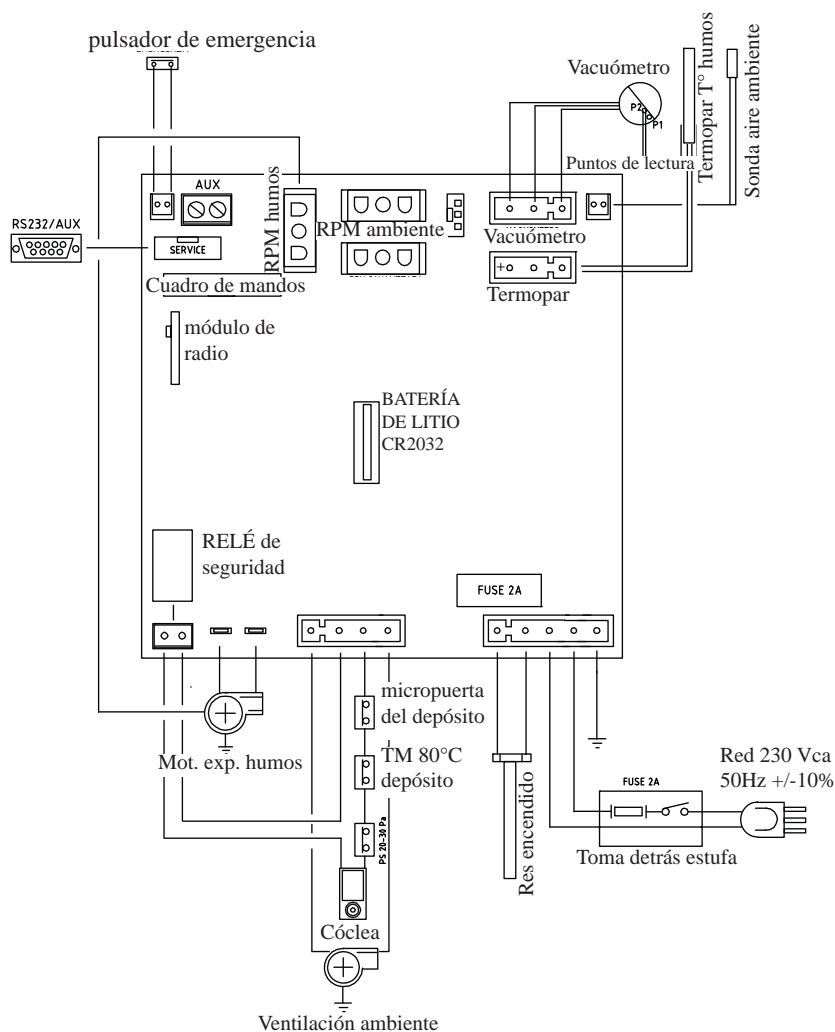 pulsador de emergencia
Vacuómetro
P2
P1
Puntos de lectura
Termopar T° humos
Sonda aire ambiente
AUX
RS232/AUX
SERVICE
RPM humos
RPM ambiente
Vacuómetro
Cuadro de mandos
+
Termopar
módulo de
radio
BATERÍA
DE LITIO
CR2032
RELÉ de
seguridad
FUSE 2A
micropuerta
del depósito
Mot. exp. humos
TM 80°C
depósito
PS 20-30 Pa
Res encendido
FUSE 2A
Red 230 Vca
50Hz +/-10%
Toma detrás estufa
Cóclea
Ventilación ambiente